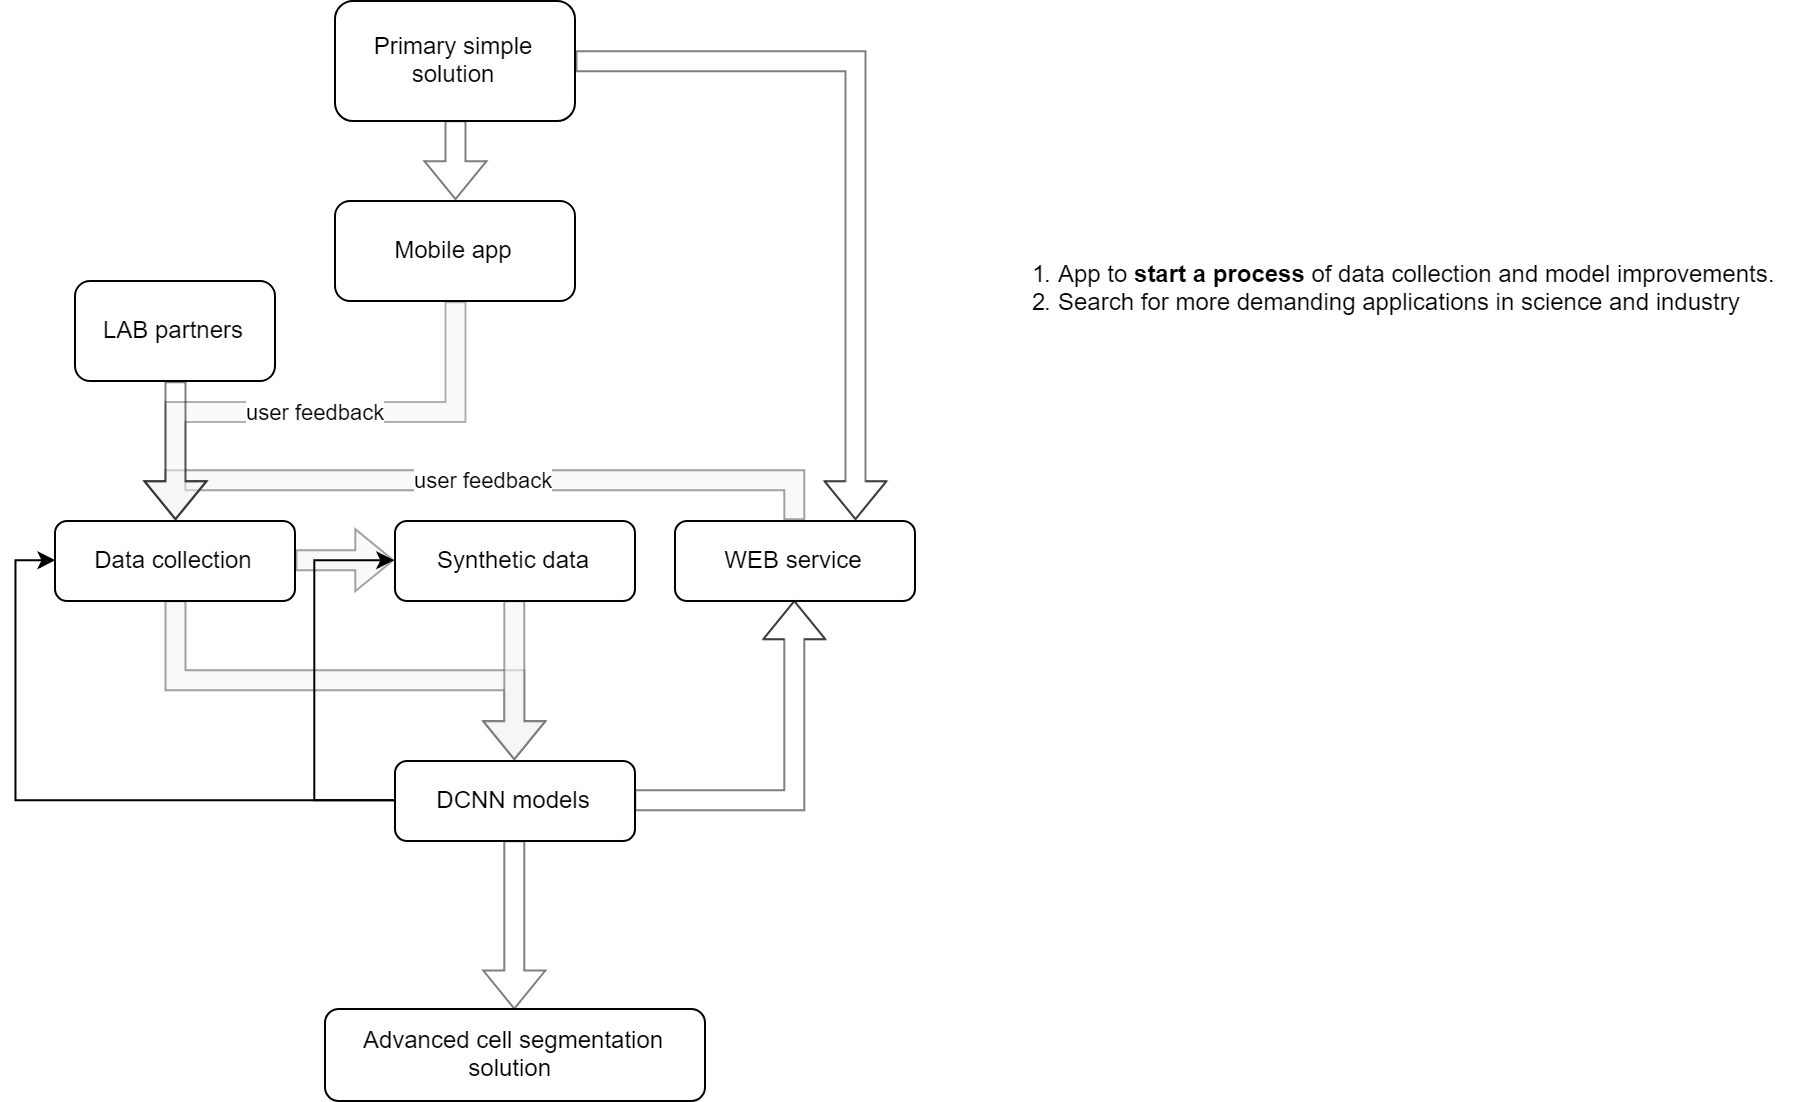 Primary simple
solution
Mobile app
1. App to start a process of data collection and model improvements.
2. Search for more demanding applications in science and industry
LAB partners
user feedback
user feedback
Data collection
Synthetic data
WEB service
DCNN models
Advanced cell segmentation
solution